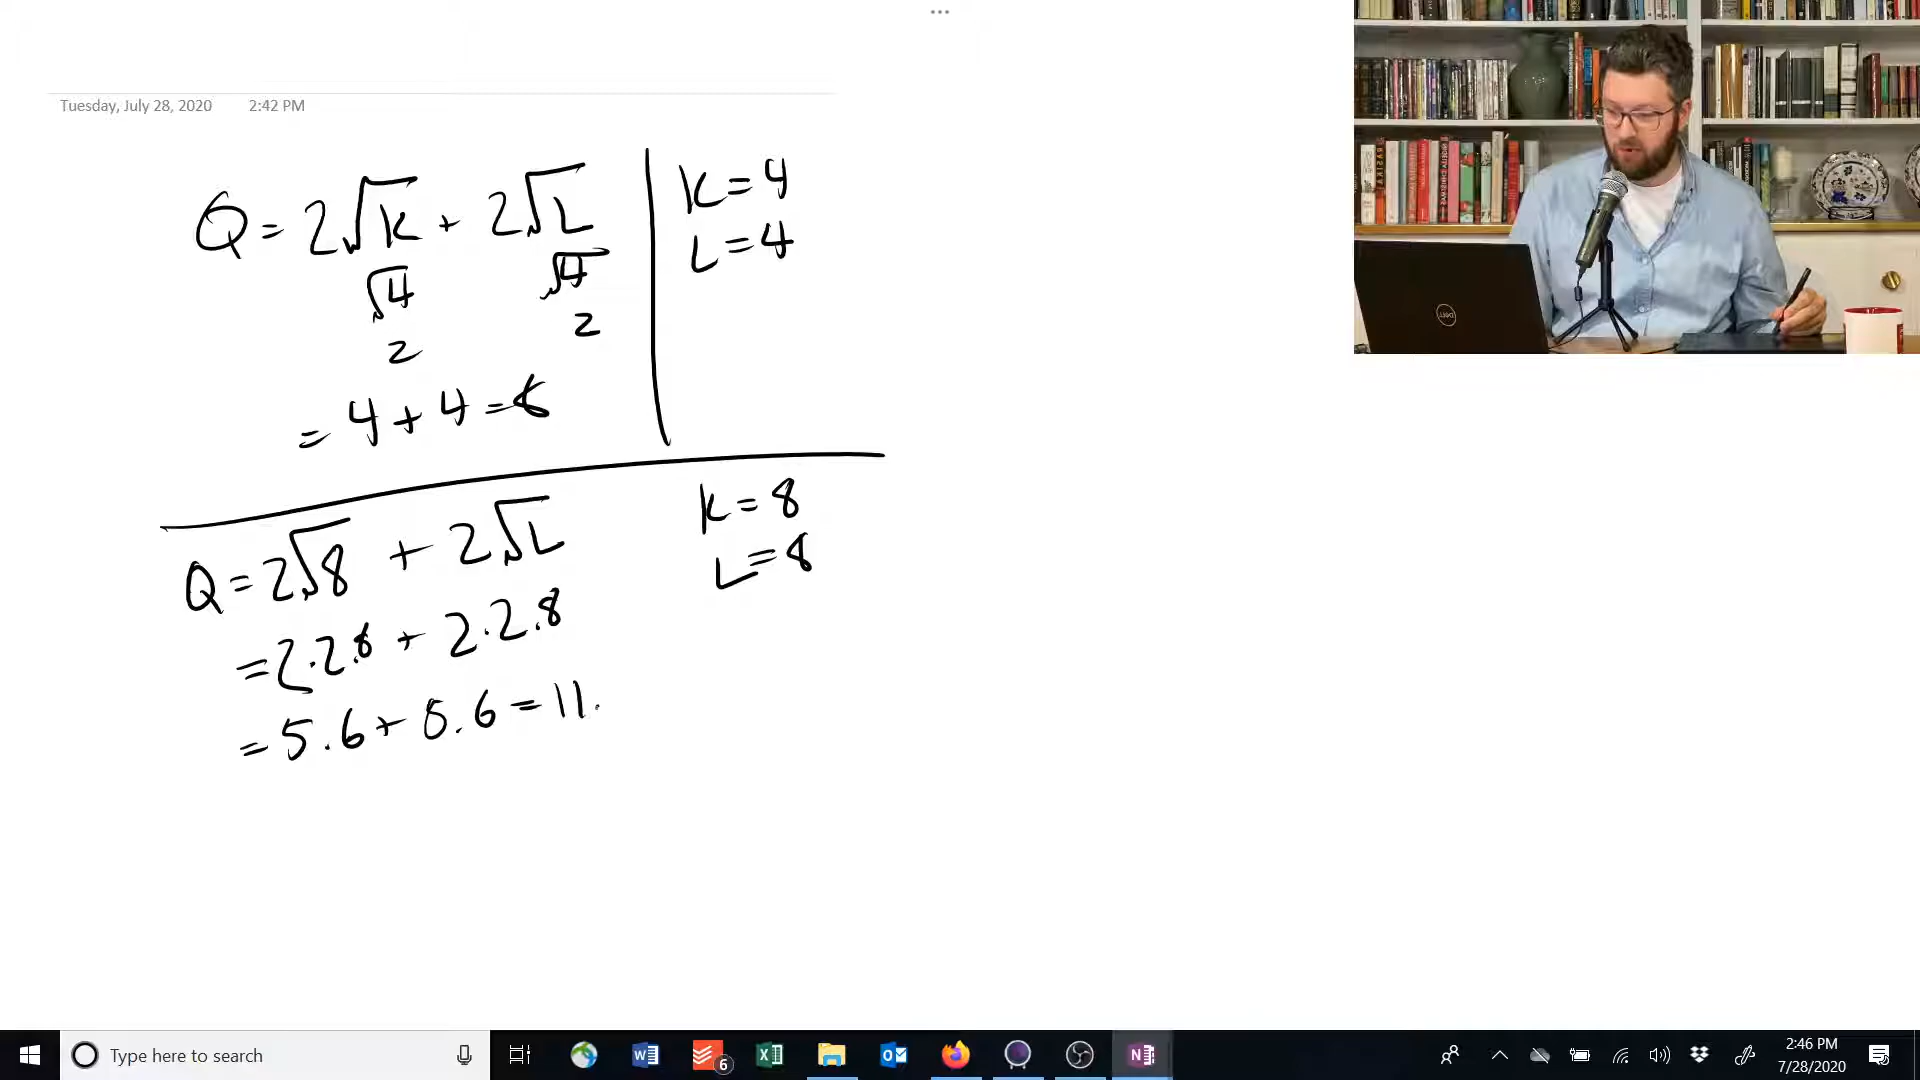 ...
Tuesday, July 28, 2020 2:42 PM
Q = 2√K + 2√L
K = 4
L = 4
√4 √4
2 2
= 4 + 4 =
K = 8
L = 8
Q = 2√8 + 2√L
= 2.2.8 + 2.2.8
= 5.6 + 5.6 = 11.
DELL
Type here to search
6
2:46 PM
7/28/2020